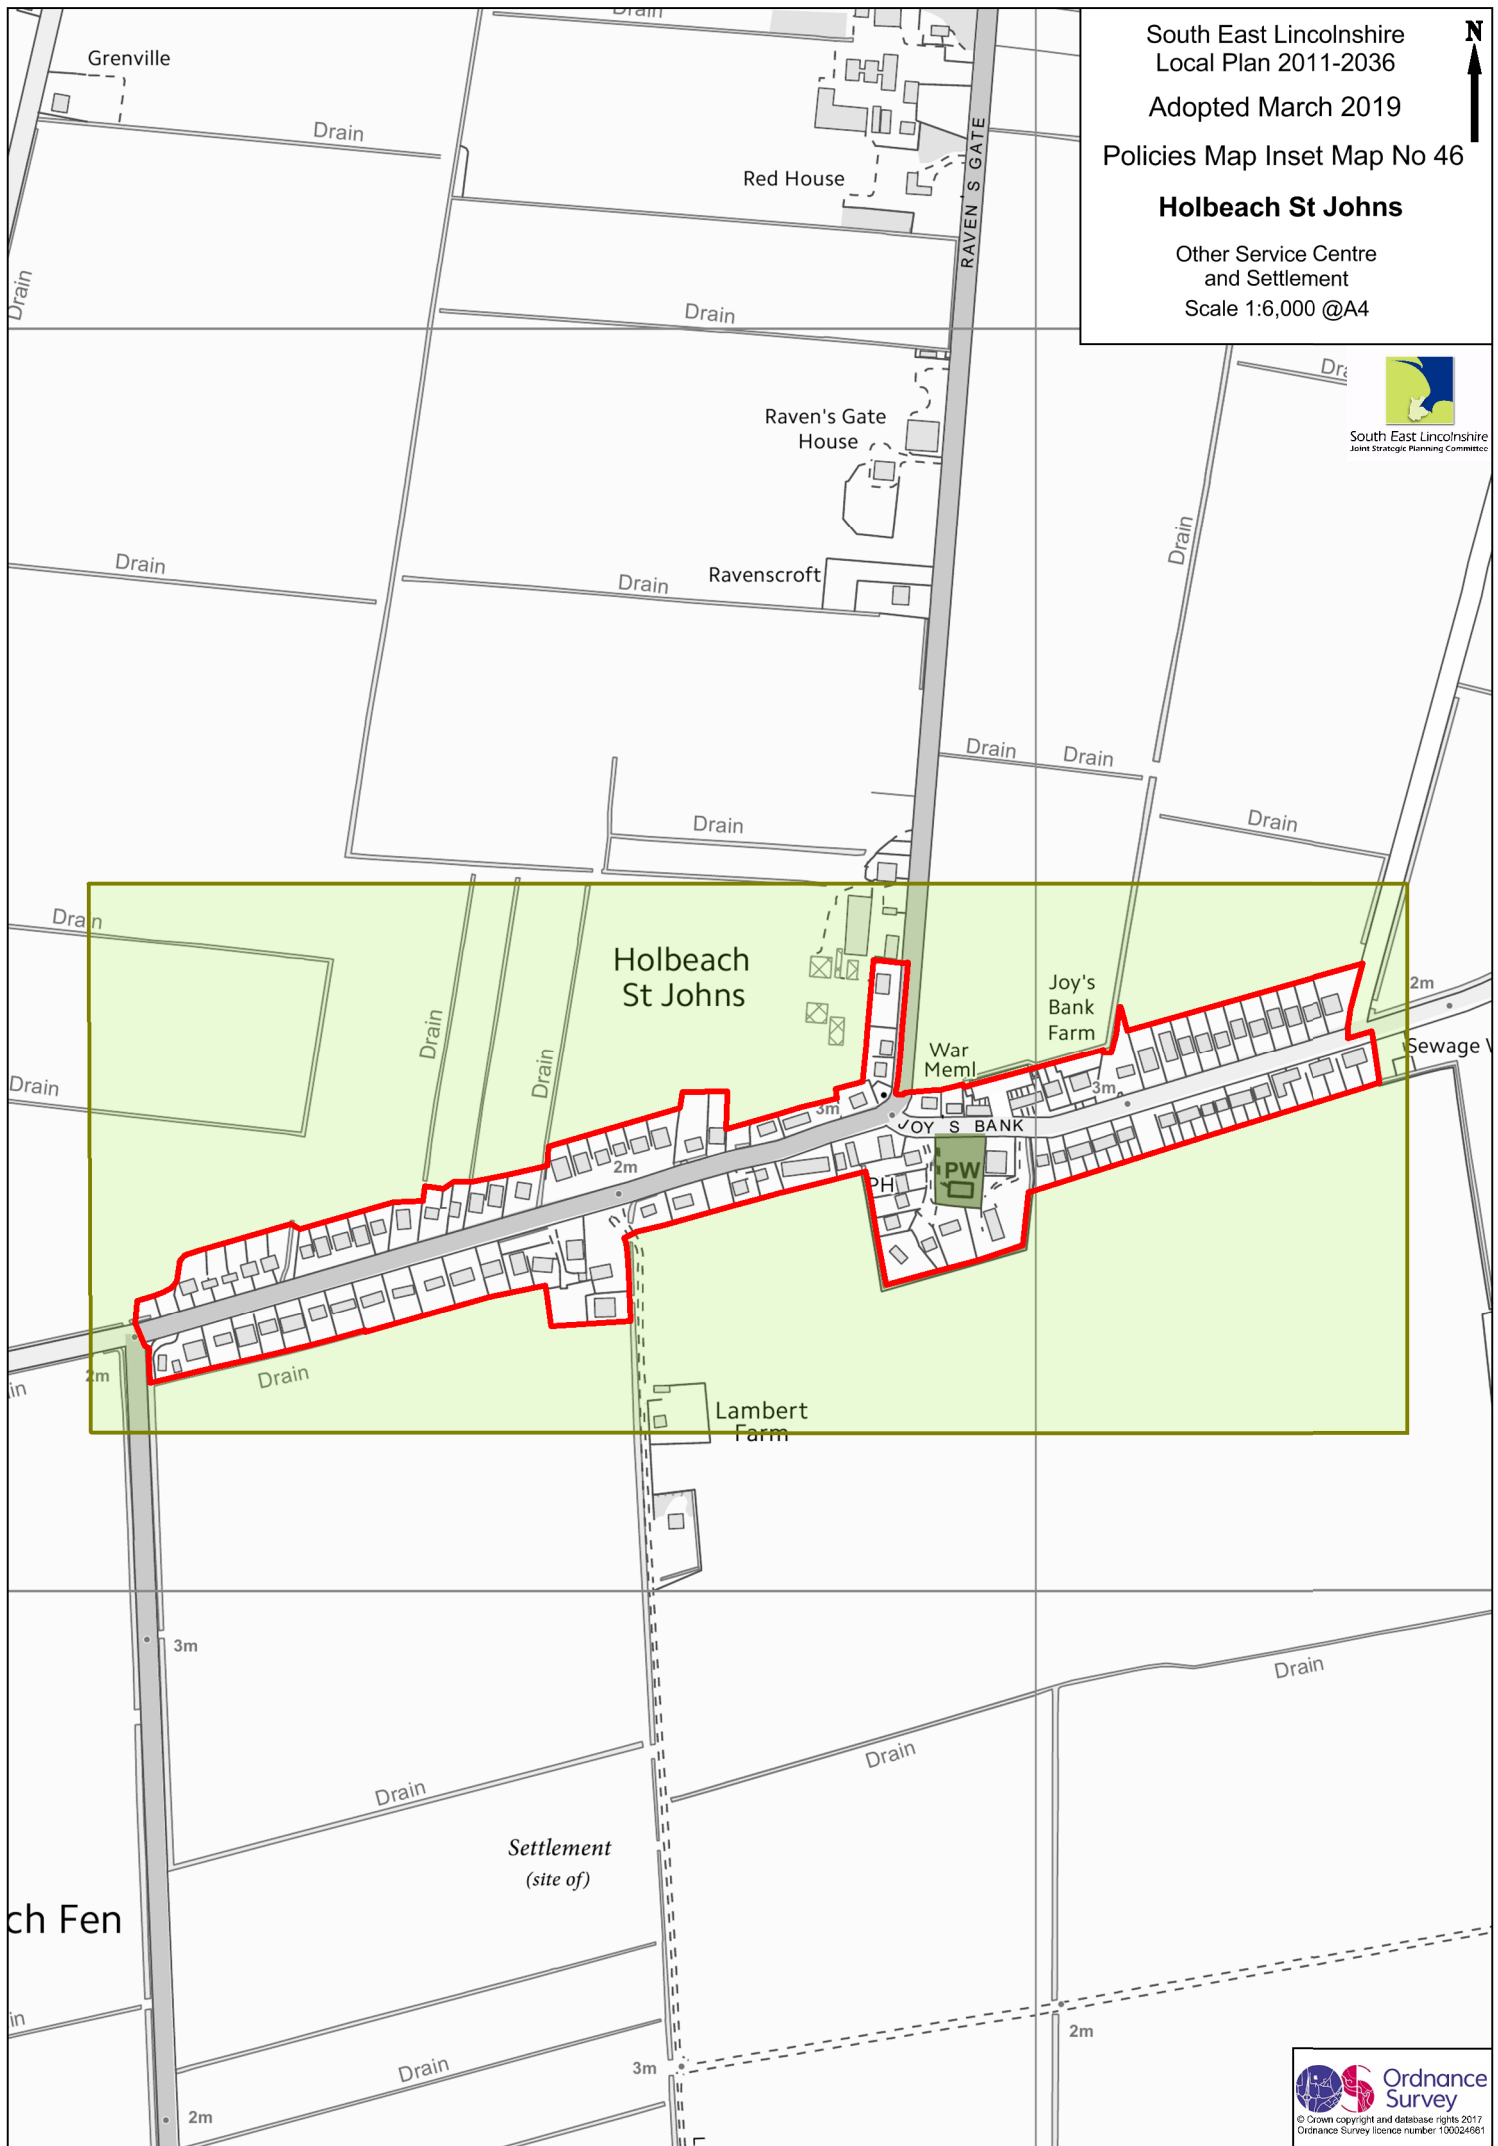 South East Lincolnshire
Local Plan 2011-2036
Adopted March 2019
Policies Map Inset Map No 46
Holbeach St Johns
Other Service Centre
and Settlement
Scale 1:6,000 @A4
N
South East Lincolnshire
Joint Strategic Planning Committee
Drain
Grenville
Drain
Red House
RAVEN S GATE
Drain
Drain
Raven's Gate
House
Drain
Drain
Ravenscroft
Drain
Drain
Drain
Drain
Drain
Drain
Holbeach
St Johns
Joy's
Bank
Farm
2m
Drain
Drain
War
Meml
Sewage
Drain
Drain
3m
3m
JOY S BANK
2m
PW
PH
Drain
2m
in
Lambert
Farm
3m
Drain
Drain
Drain
Settlement
(site of)
ch Fen
in
2m
Drain
3m
2m
Ordnance
Survey
© Crown copyright and database rights 2017
Ordnance Survey licence number 100024661